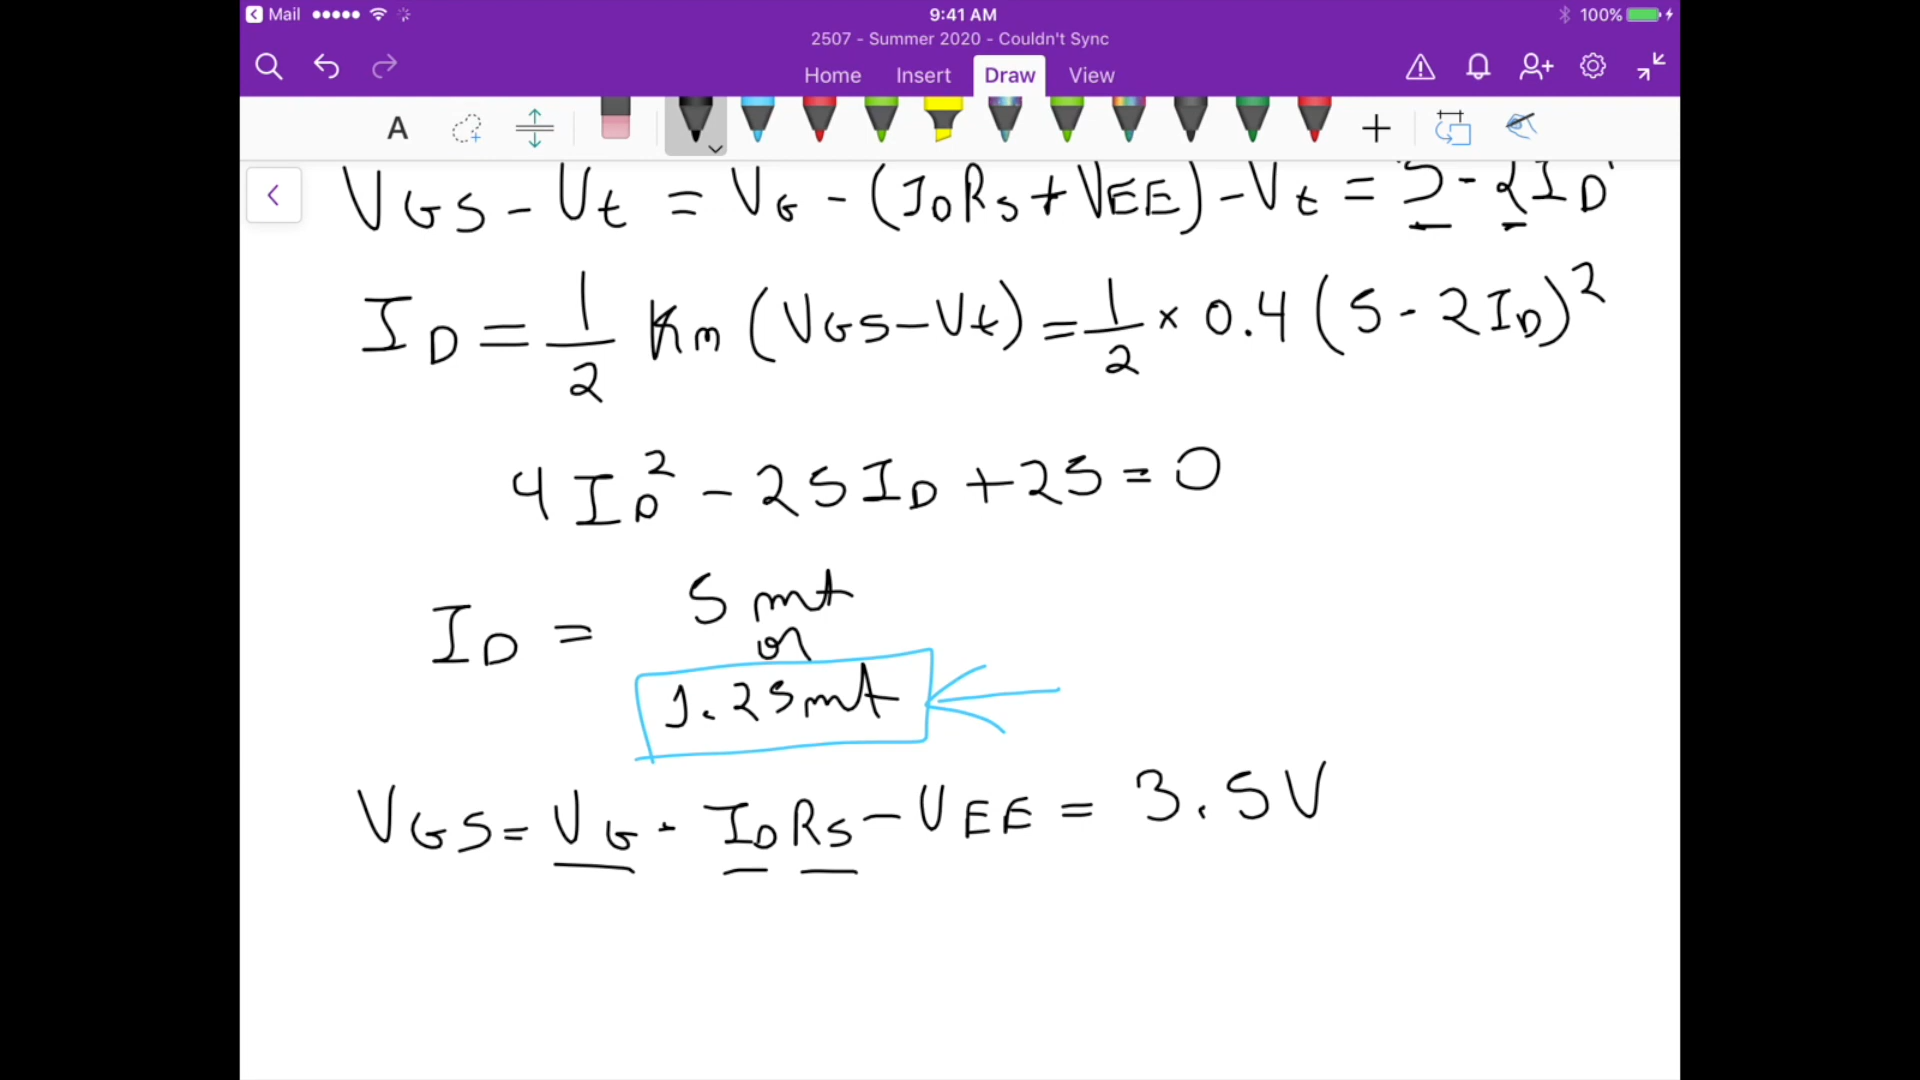 Mail 9:41 AM 100%
2507 - Summer 2020 - Couldn't Sync
Home Insert Draw View
A
VGS - Vt = VG - (IDRS + VEE) - Vt = 5 - 2ID
ID = 1/2 Kn (VGS - Vt) = 1/2 × 0.4 (5 - 2ID)²
4ID² - 25ID + 25 = 0
ID = 5 mA
or
1.25 mA
VGS = VG - IDRS - VEE = 3.5V